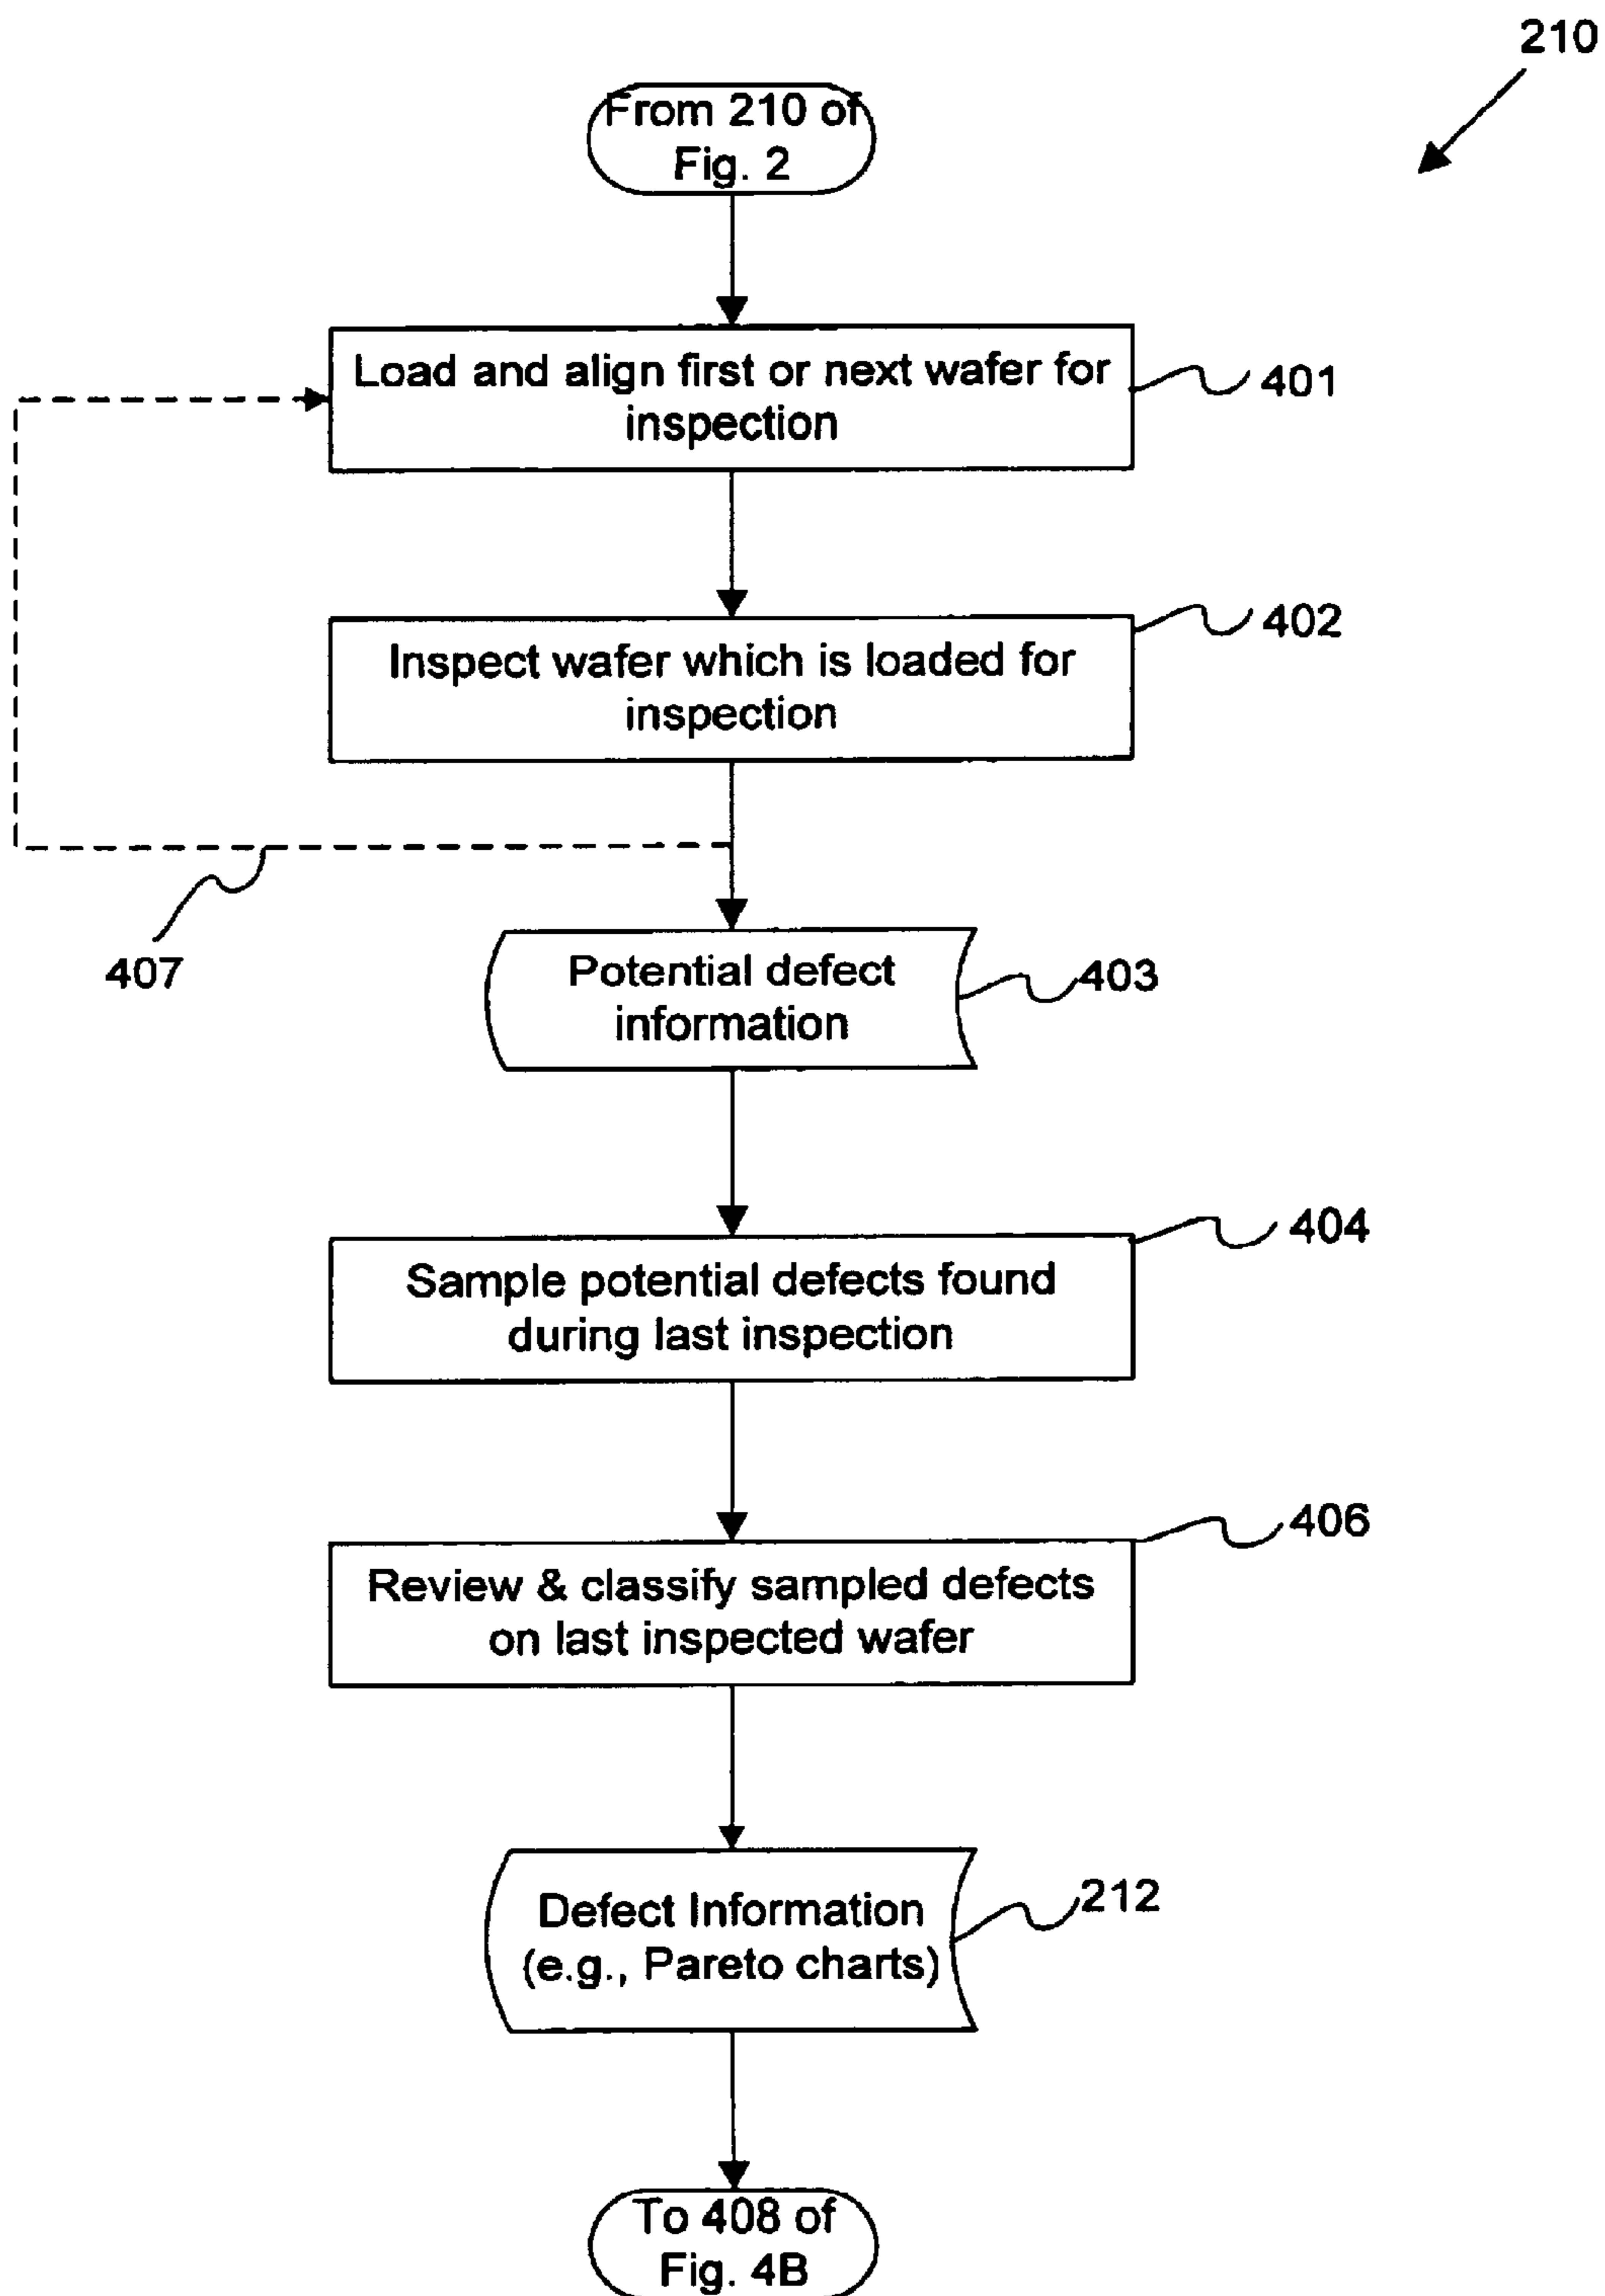 210
From 210 of
Fig. 2
Load and align first or next wafer for
inspection
401
Inspect wafer which is loaded for
inspection
402
407
Potential defect
information
403
Sample potential defects found
during last inspection
404
Review & classify sampled defects
on last inspected wafer
406
Defect Information
(e.g., Pareto charts)
212
To 408 of
Fig. 4B